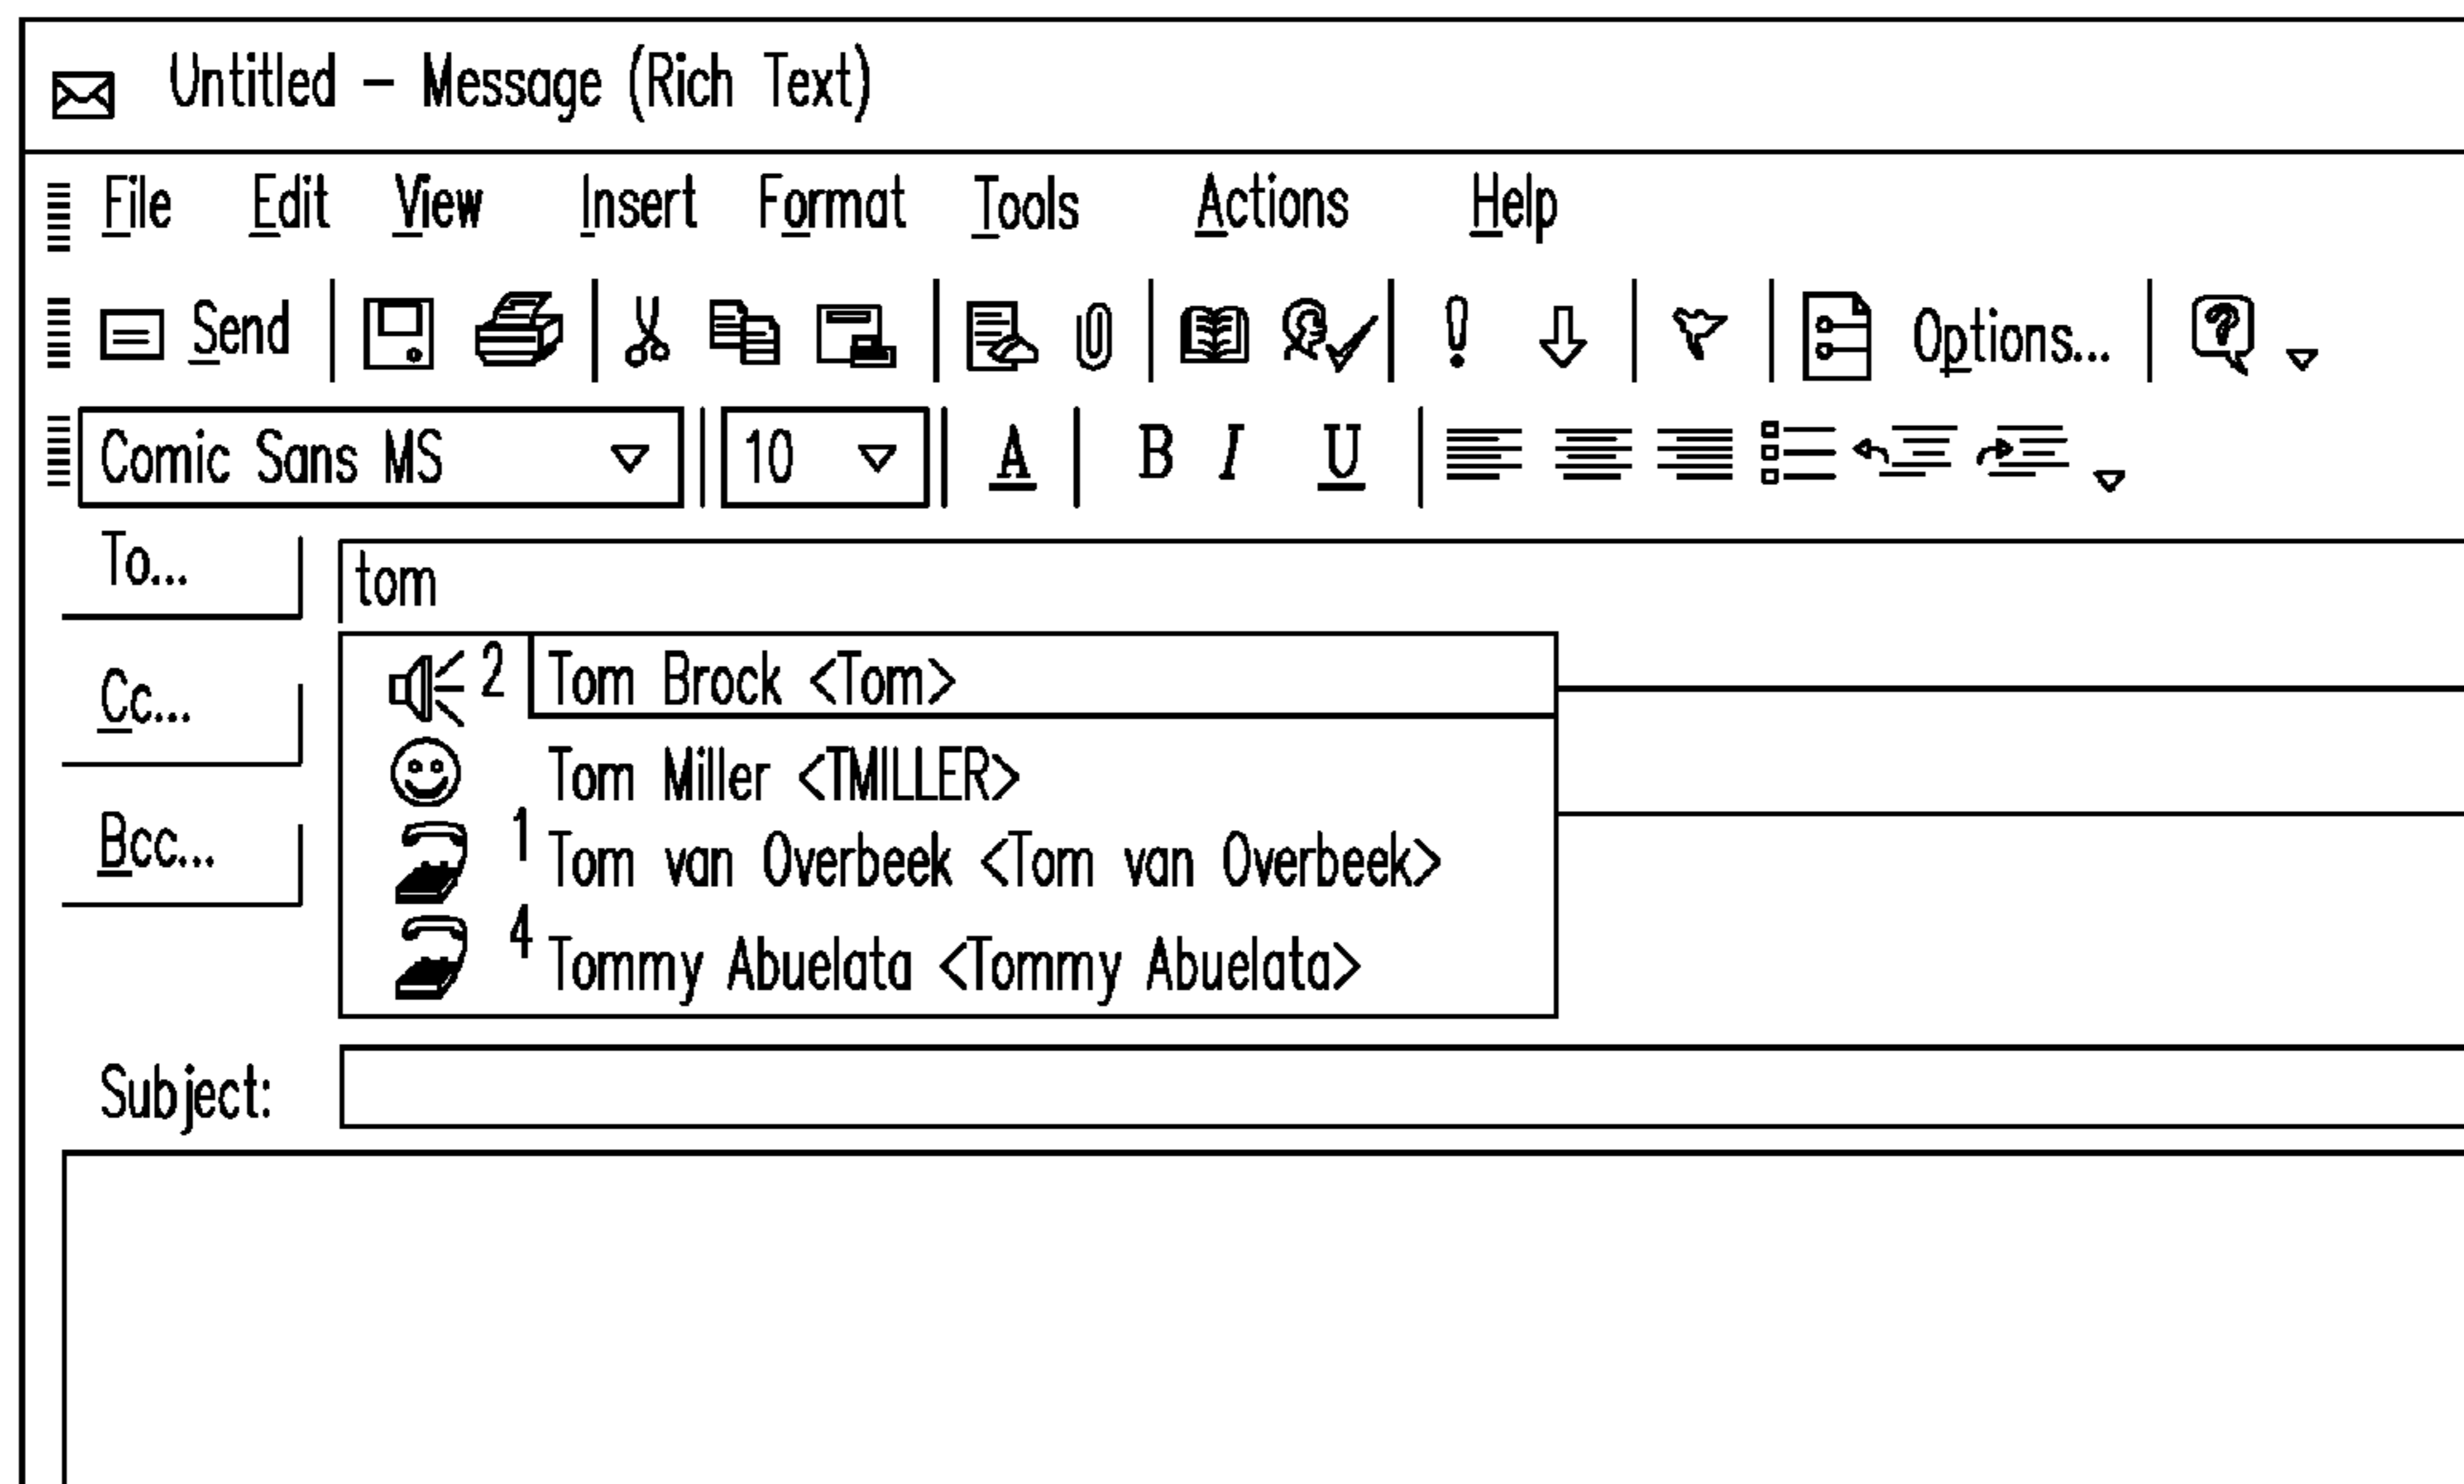 Untitled – Message (Rich Text)
File Edit View Insert Format Tools Actions Help
Send Options...
Comic Sans MS 10 A B I U
To... tom
2 Tom Brock <Tom>
Cc...
Tom Miller <TMILLER>
Bcc...
1 Tom van Overbeek <Tom van Overbeek>
4 Tommy Abuelata <Tommy Abuelata>
Subject: